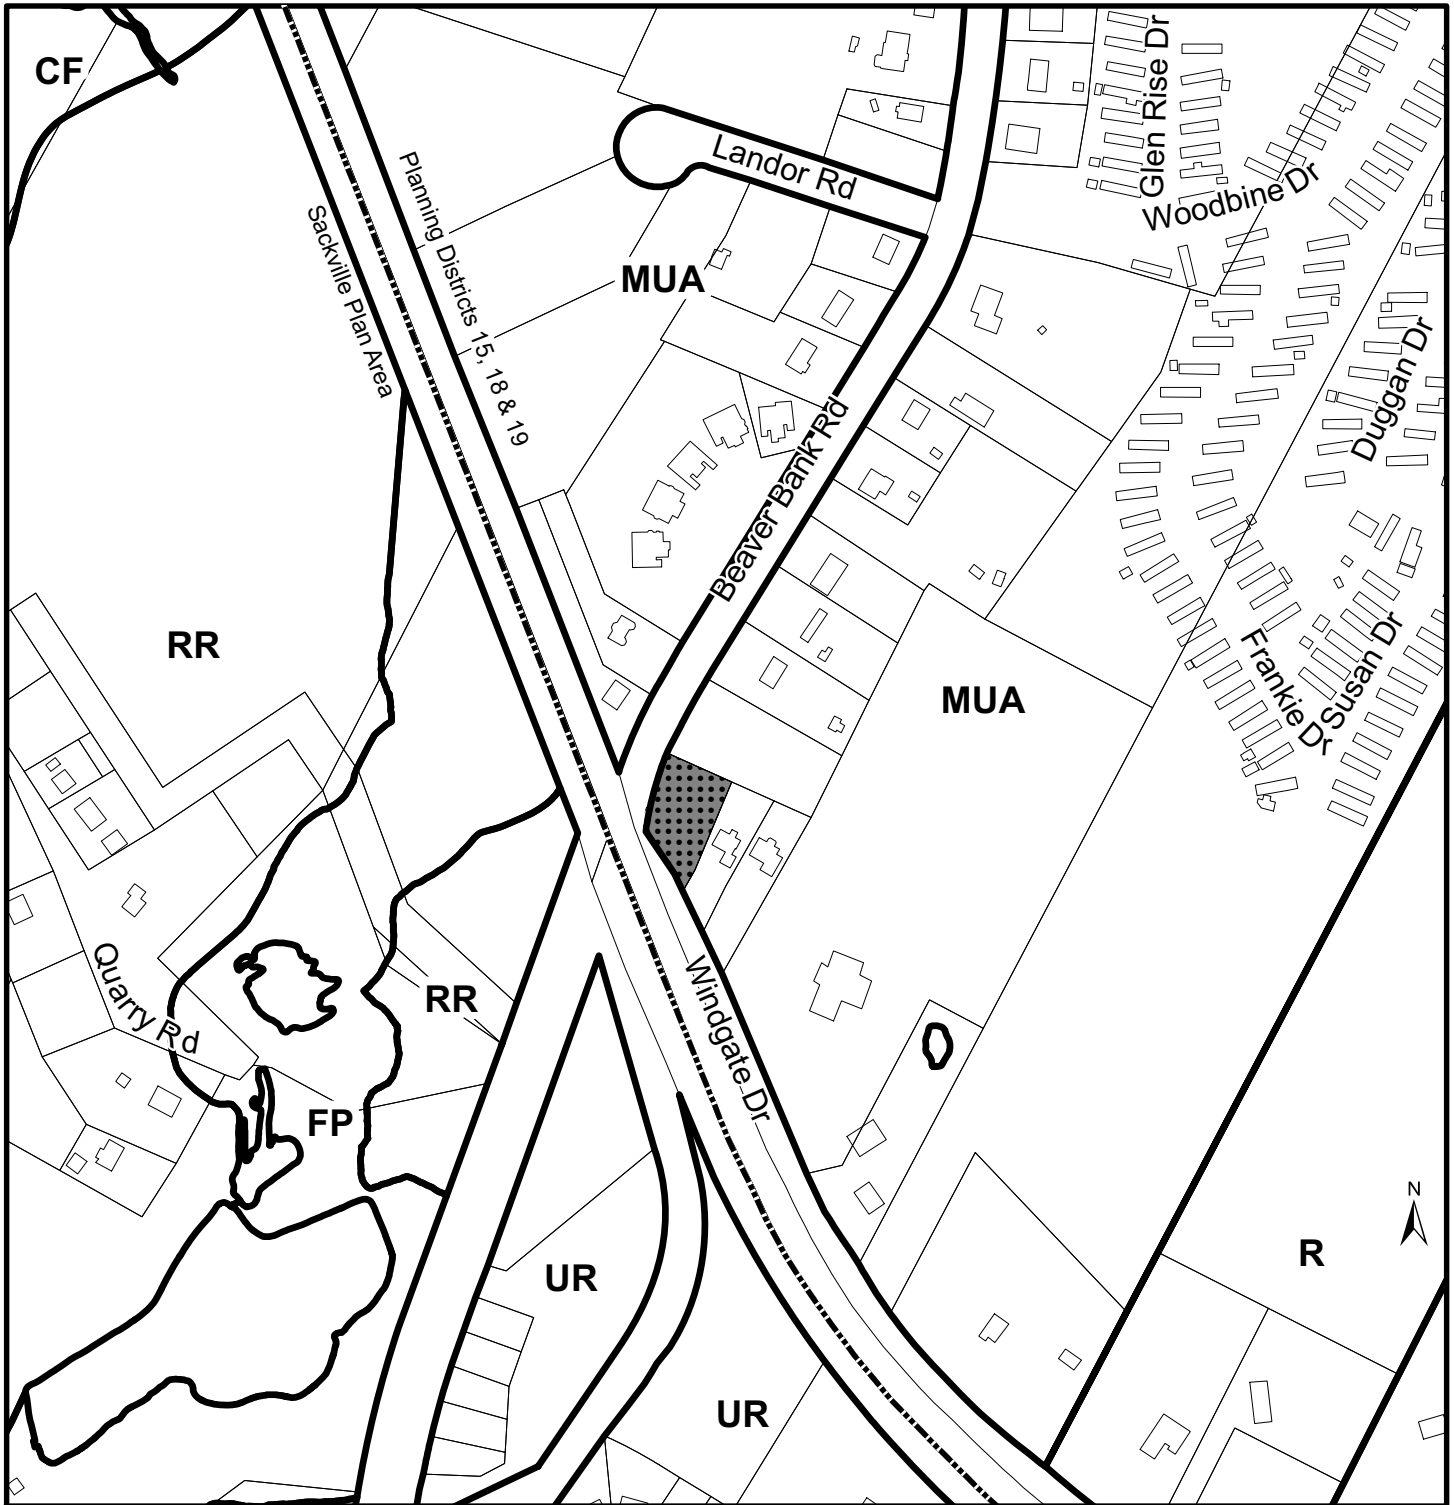 CF
Glen Rise Dr
Landor Rd
Woodbine Dr
Planning Districts 15, 18 & 19
Sackville Plan Area
MUA
Duggan Dr
Beaver Bank Rd
RR
MUA
Frankie Dr
Susan Dr
Quarry Rd
RR
Windgate Dr
FP
N
R
UR
UR